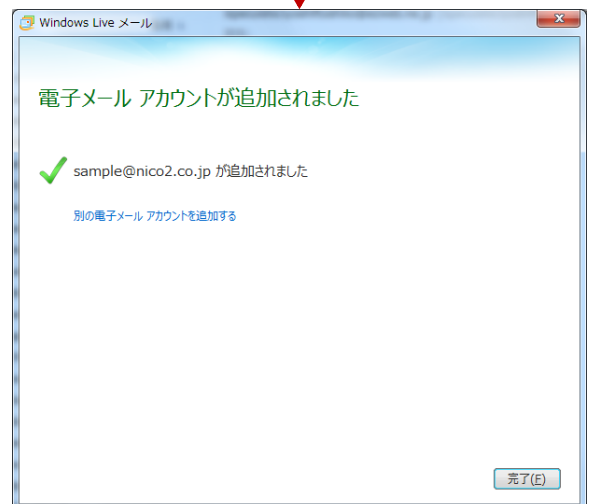 Windows Live メール
電子メール アカウントが追加されました
sample@nico2.co.jp が追加されました
別の電子メール アカウントを追加する
完了(F)